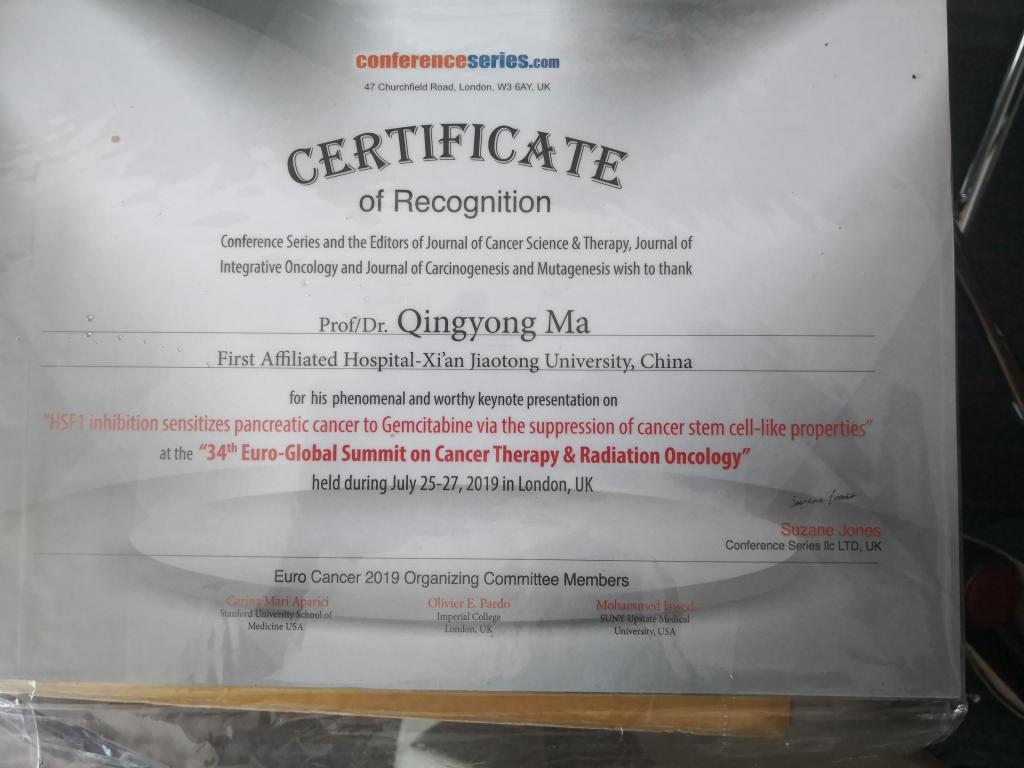 conferenceseries.com
47 Churchfield Road, London, W3 6AY, UK
CERTIFICATE
of Recognition
Conference Series and the Editors of Journal of Cancer Science & Therapy, Journal of
Integrative Oncology and Journal of Carcinogenesis and Mutagenesis wish to thank
Prof/Dr. Qingyong Ma
First Affiliated Hospital-Xi'an Jiaotong University, China
for his phenomenal and worthy keynote presentation on
"HSF1 inhibition sensitizes pancreatic cancer to Gemcitabine via the suppression of cancer stem cell-like properties"
at the "34th Euro-Global Summit on Cancer Therapy & Radiation Oncology"
held during July 25-27, 2019 in London, UK
Suzane Jones
Suzane Jones
Conference Series llc LTD, UK
Euro Cancer 2019 Organizing Committee Members
Carina Mari Aparici
Stanford University School of
Medicine USA
Olivier E. Pardo
Imperial College
London, UK
Mohammed Jawed
SUNY Upstate Medical
University, USA